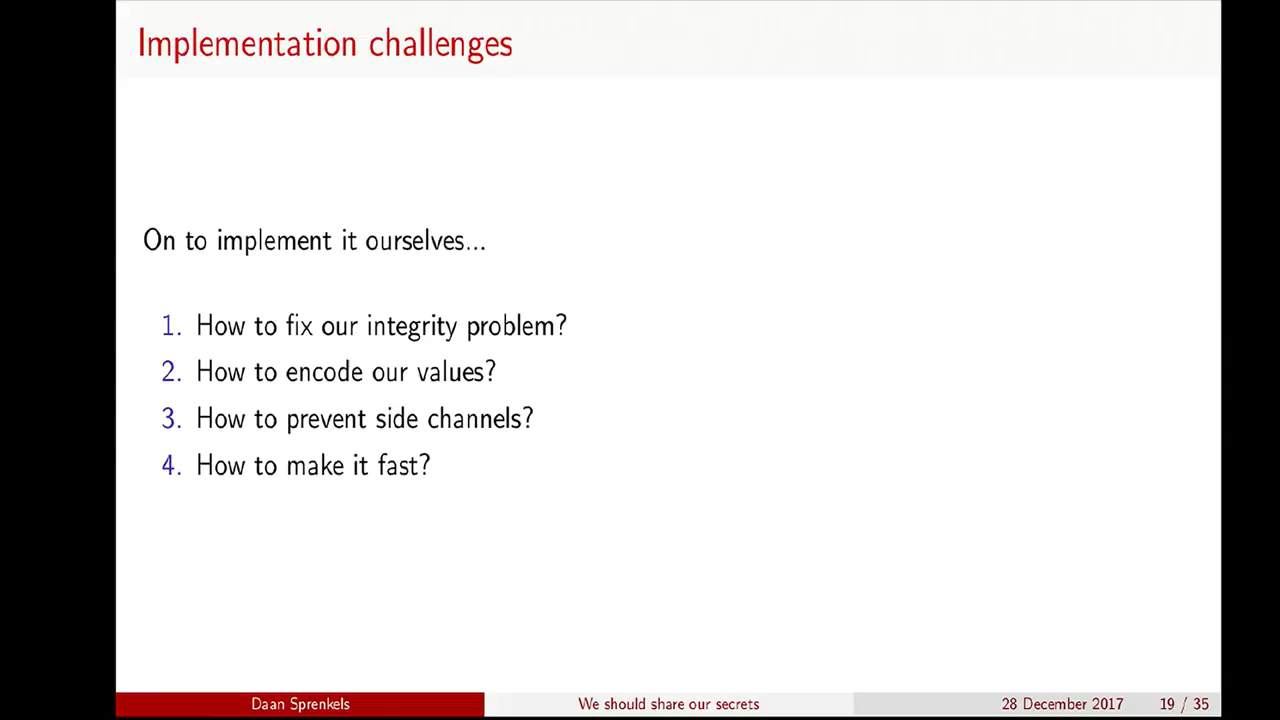 Implementation challenges
On to implement it ourselves...
1. How to fix our integrity problem?
2. How to encode our values?
3. How to prevent side channels?
4. How to make it fast?
Daan Sprenkels We should share our secrets 28 December 2017 19 / 35